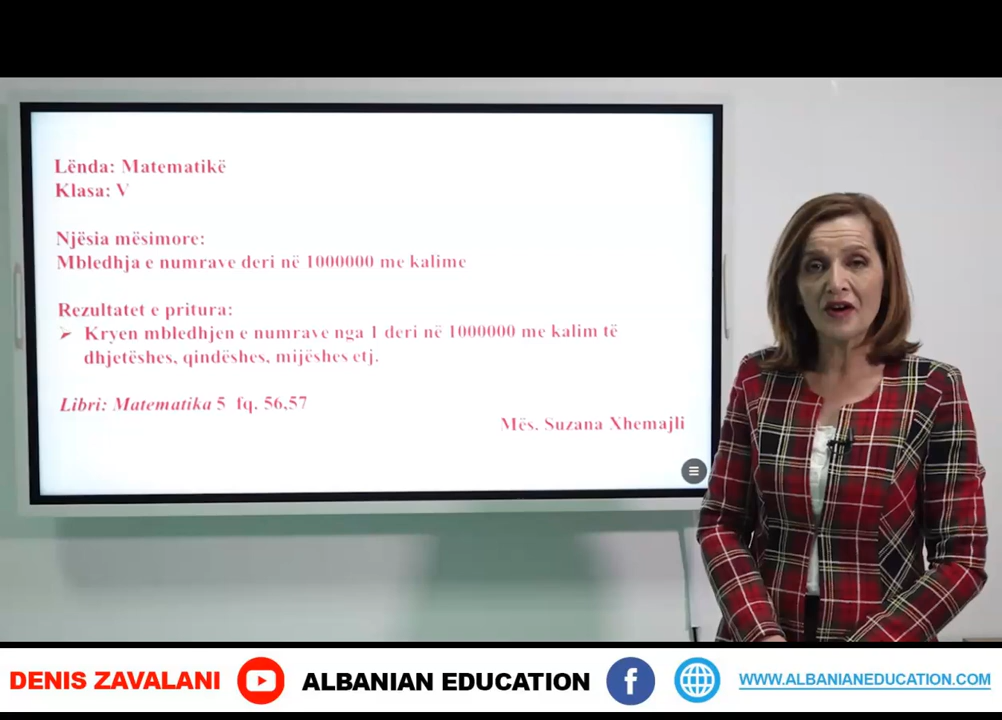 Lënda: Matematikë
Klasa: V
Njësia mësimore:
Mbledhja e numrave deri në 1000000 me kalime
Rezultatet e pritura:
➢ Kryen mbledhjen e numrave nga 1 deri në 1000000 me kalim të
dhjetëshes, qindëshes, mijëshes etj.
Libri: Matematika 5 fq. 56,57
Mës. Suzana Xhemajli
DENIS ZAVALANI ALBANIAN EDUCATION f WWW.ALBANIANEDUCATION.COM